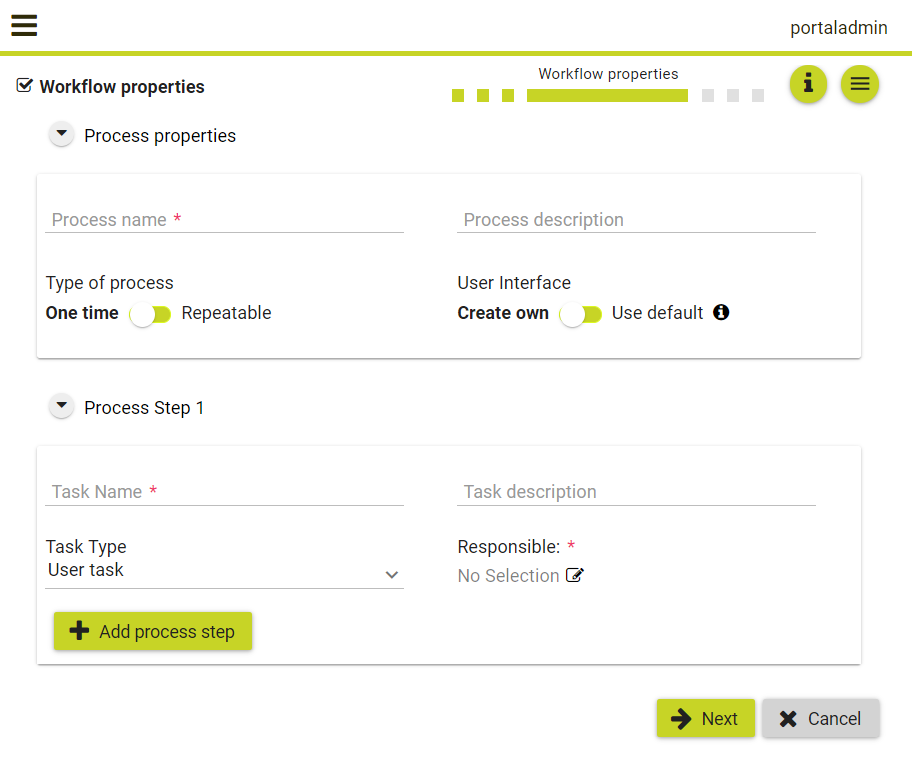 portaladmin
Workflow properties
Workflow properties
Process properties
Process name *
Process description
Type of process
User Interface
One time Repeatable
Create own Use default
Process Step 1
Task Name *
Task description
Task Type
Responsible: *
User task
No Selection
Add process step
Next
Cancel